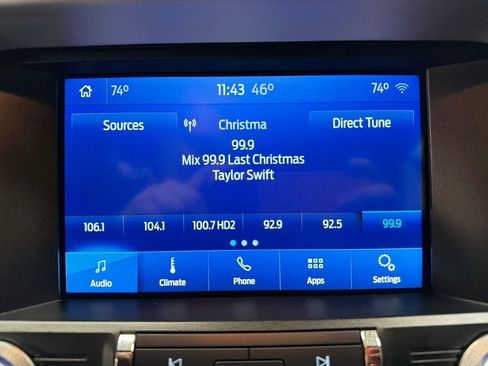 74° 11:43 46° 74°
Sources Christma Direct Tune
99.9
Mix 99.9 Last Christmas
Taylor Swift
106.1 104.1 100.7 HD2 92.9 92.5 99.9
Audio Climate Phone Apps Settings